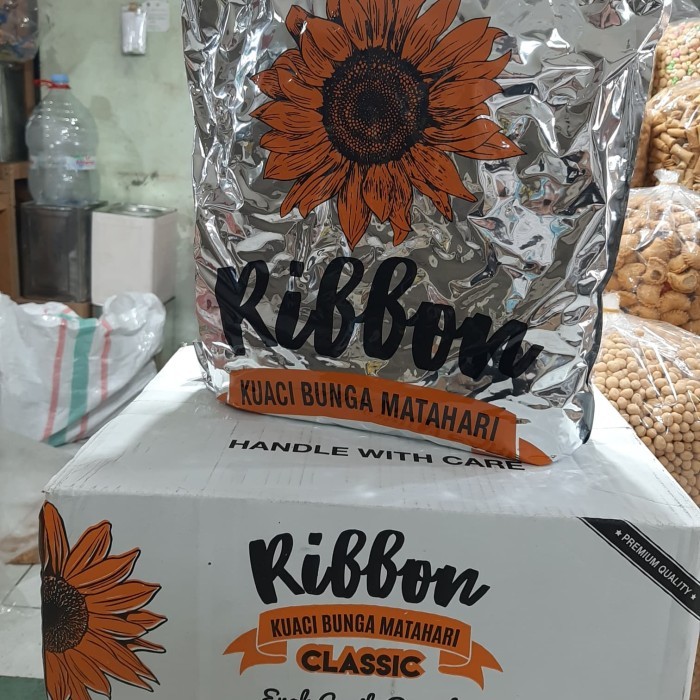 Ribbon
KUACI BUNGA MATAHARI
HANDLE WITH CARE
★ PREMIUM QUALITY ★
Ribbon
KUACI BUNGA MATAHARI
CLASSIC